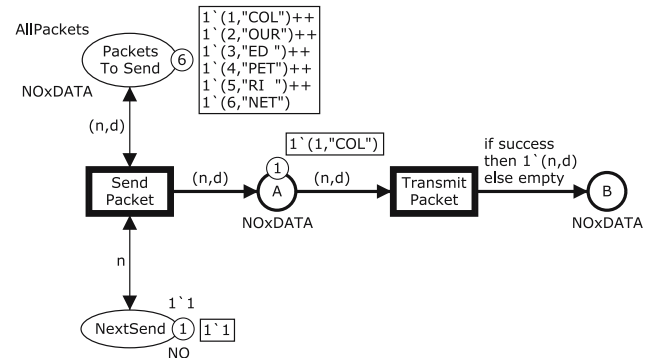 AllPackets
Packets
To Send
6
1`(1,"COL")++
1`(2,"OUR")++
1`(3,"ED ")++
1`(4,"PET")++
1`(5,"RI  ")++
1`(6,"NET")
NOxDATA
(n,d)
Send
Packet
(n,d)
1`(1,"COL")
1
A
NOxDATA
(n,d)
Transmit
Packet
if success
then 1`(n,d)
else empty
B
NOxDATA
n
1`1
NextSend
1
1`1
NO